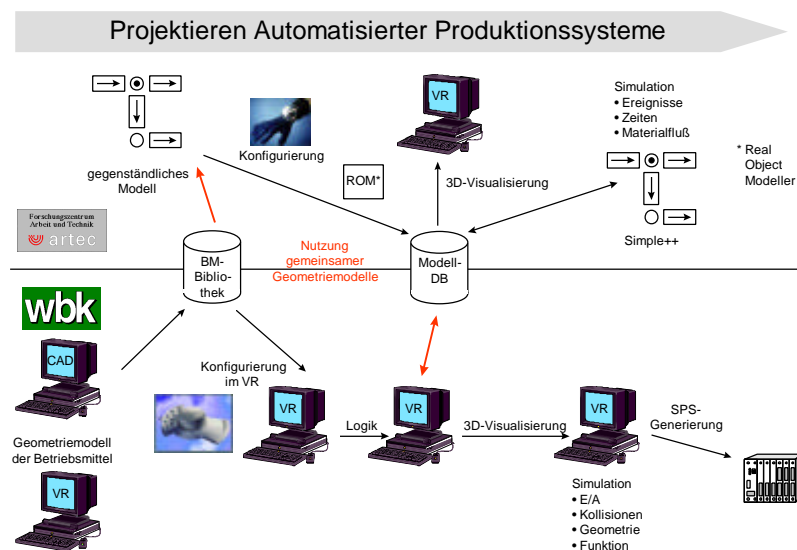 Projektieren Automatisierter Produktionssysteme
VR
Simulation
• Ereignisse
• Zeiten
• Materialfluß
* Real
Object
Modeller
Konfigurierung
gegenständliches
Modell
ROM*
3D-Visualisierung
Simple++
Forschungszentrum
Arbeit und Technik
artec
BM-
Biblio-
thek
Nutzung
gemeinsamer
Geometriemodelle
Modell-
DB
wbk
CAD
Konfigurierung
im VR
VR
Logik
VR
3D-Visualisierung
VR
SPS-
Generierung
Geometriemodell
der Betriebsmittel
VR
Simulation
• E/A
• Kollisionen
• Geometrie
• Funktion